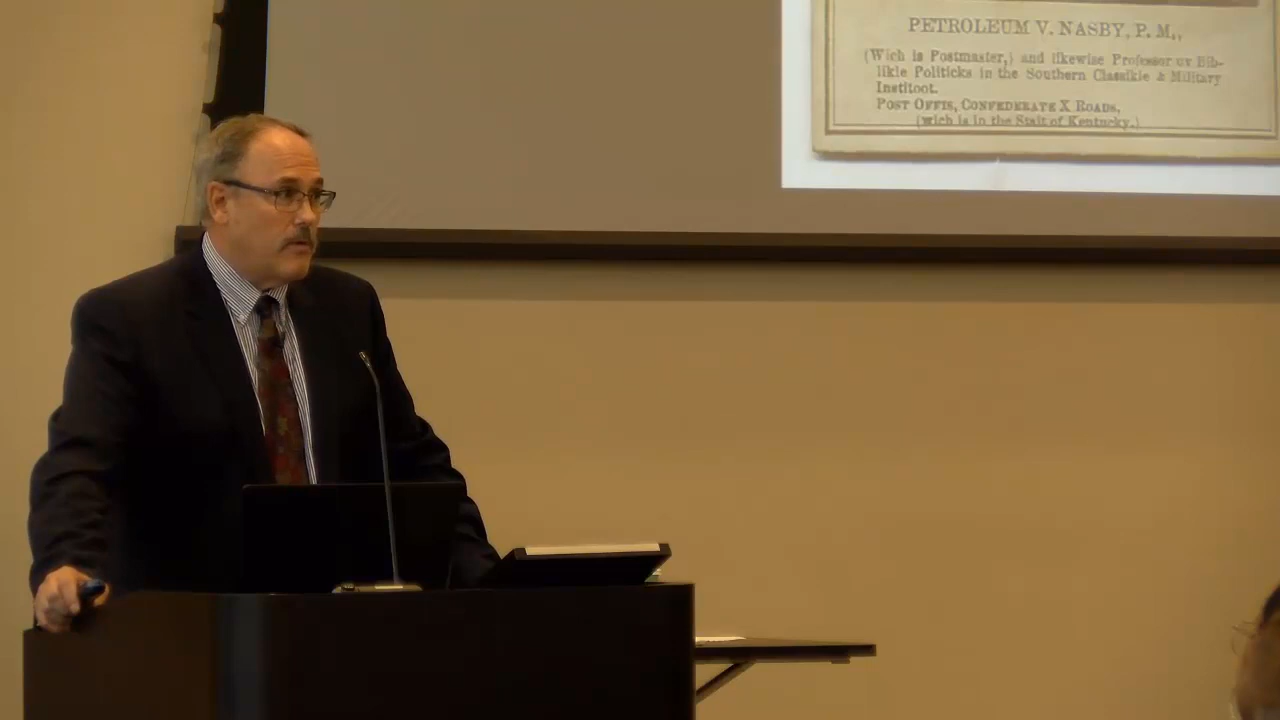 PETROLEUM V. NASBY, P. M.,
(Wich is Postmaster,) and likewise Professor uv Bib-
likle Politicks in the Southern Classikle & Military
Institoot.
POST OFFIS, CONFEDERATE X ROADS,
(wich is in the Stait of Kentucky.)